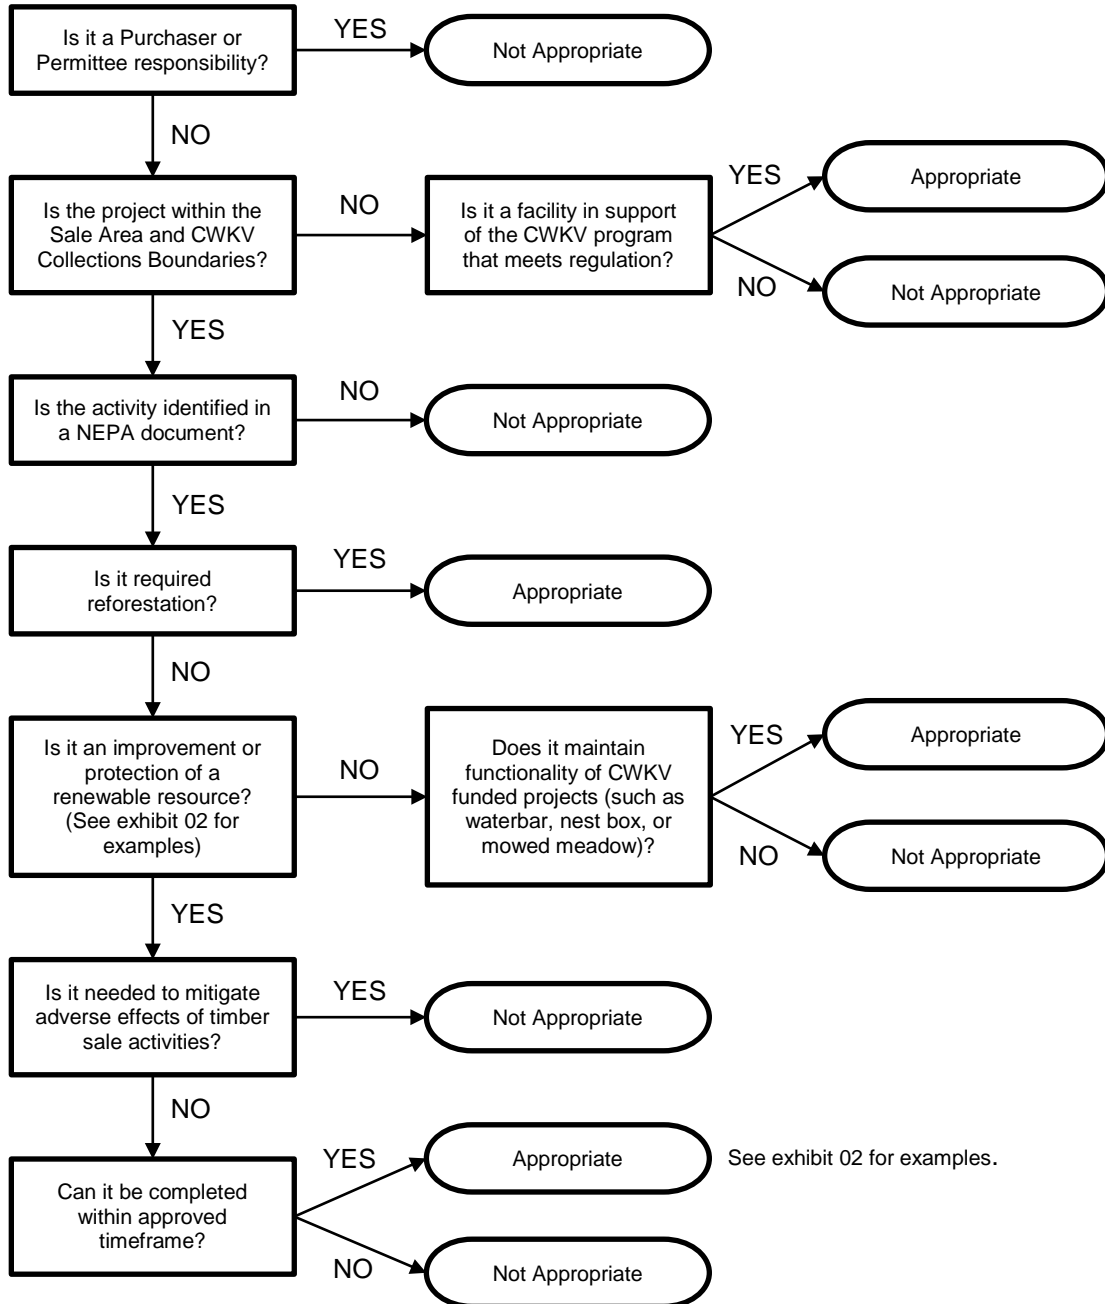 Is it a Purchaser or
Permittee responsibility?
YES
Not Appropriate
NO
Is the project within the
Sale Area and CWKV
Collections Boundaries?
NO
Is it a facility in support
of the CWKV program
that meets regulation?
YES
Appropriate
NO
Not Appropriate
YES
Is the activity identified in
a NEPA document?
NO
Not Appropriate
YES
Is it required
reforestation?
YES
Appropriate
NO
Is it an improvement or
protection of a
renewable resource?
(See exhibit 02 for
examples)
NO
Does it maintain
functionality of CWKV
funded projects (such as
waterbar, nest box, or
mowed meadow)?
YES
Appropriate
NO
Not Appropriate
YES
Is it needed to mitigate
adverse effects of timber
sale activities?
YES
Not Appropriate
NO
Can it be completed
within approved
timeframe?
YES
Appropriate
See exhibit 02 for examples.
NO
Not Appropriate